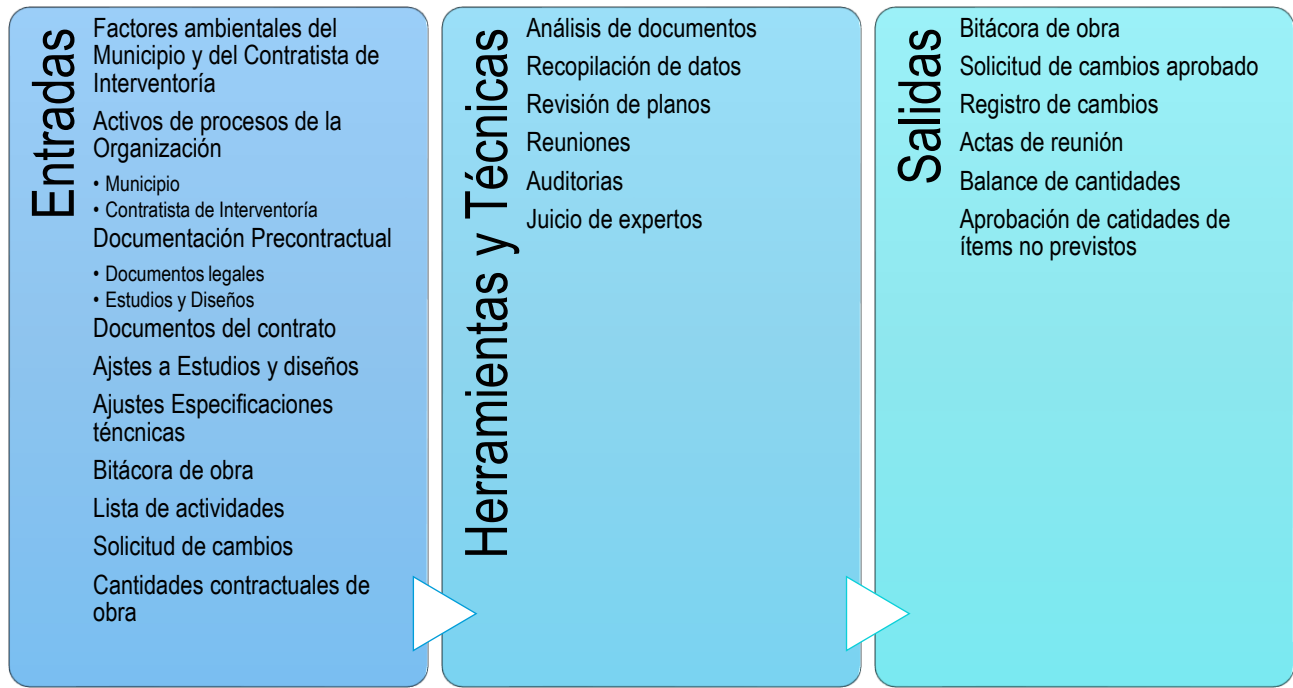 Entradas
Factores ambientales del
Municipio y del Contratista de
Interventoría
Activos de procesos de la
Organización
• Municipio
• Contratista de Interventoría
Documentación Precontractual
• Documentos legales
• Estudios y Diseños
Documentos del contrato
Ajstes a Estudios y diseños
Ajustes Especificaciones
téncnicas
Bitácora de obra
Lista de actividades
Solicitud de cambios
Cantidades contractuales de
obra
Herramientas y Técnicas
Análisis de documentos
Recopilación de datos
Revisión de planos
Reuniones
Auditorias
Juicio de expertos
Salidas
Bitácora de obra
Solicitud de cambios aprobado
Registro de cambios
Actas de reunión
Balance de cantidades
Aprobación de catidades de
ítems no previstos